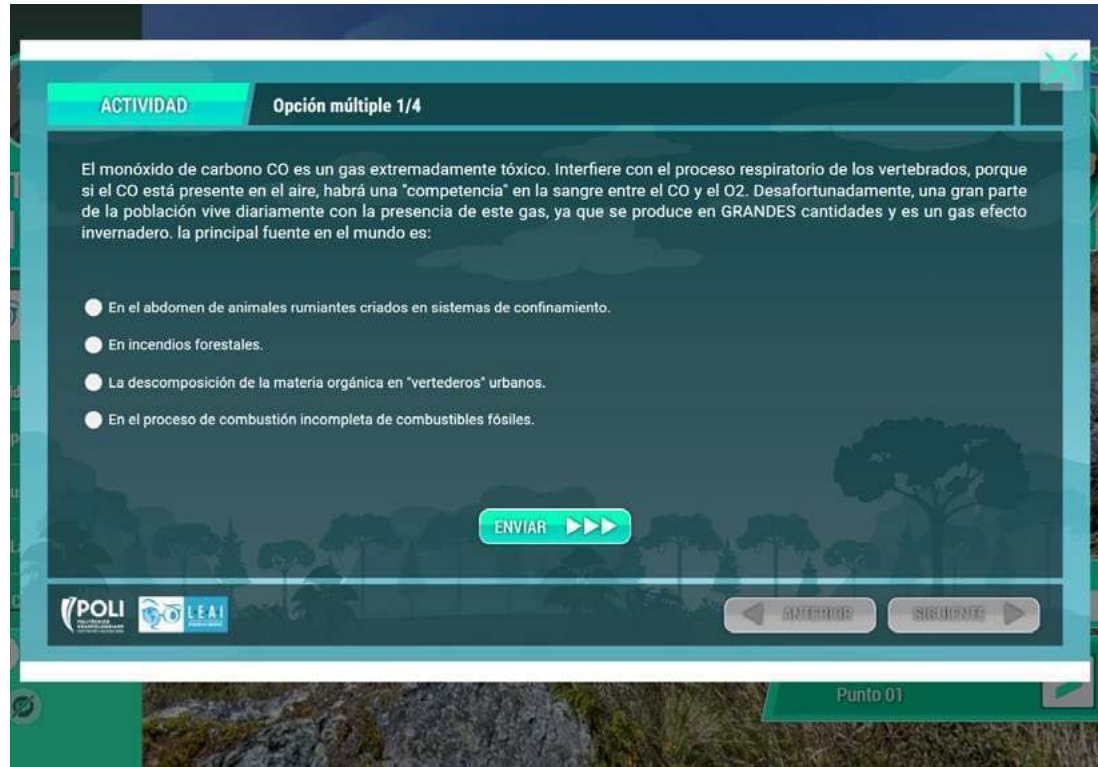 ACTIVIDAD
Opción múltiple 1/4
El monóxido de carbono CO es un gas extremadamente tóxico. Interfiere con el proceso respiratorio de los vertebrados, porque
si el CO está presente en el aire, habrá una "competencia" en la sangre entre el CO y el O2. Desafortunadamente, una gran parte
de la población vive diariamente con la presencia de este gas, ya que se produce en GRANDES cantidades y es un gas efecto
invernadero. la principal fuente en el mundo es:
En el abdomen de animales rumiantes criados en sistemas de confinamiento.
En incendios forestales.
La descomposición de la materia orgánica en "vertederos" urbanos.
En el proceso de combustión incompleta de combustibles fósiles.
ENVIAR
POLI
LEAI
ANTERIOR
SIGUIENTE
Punto 01